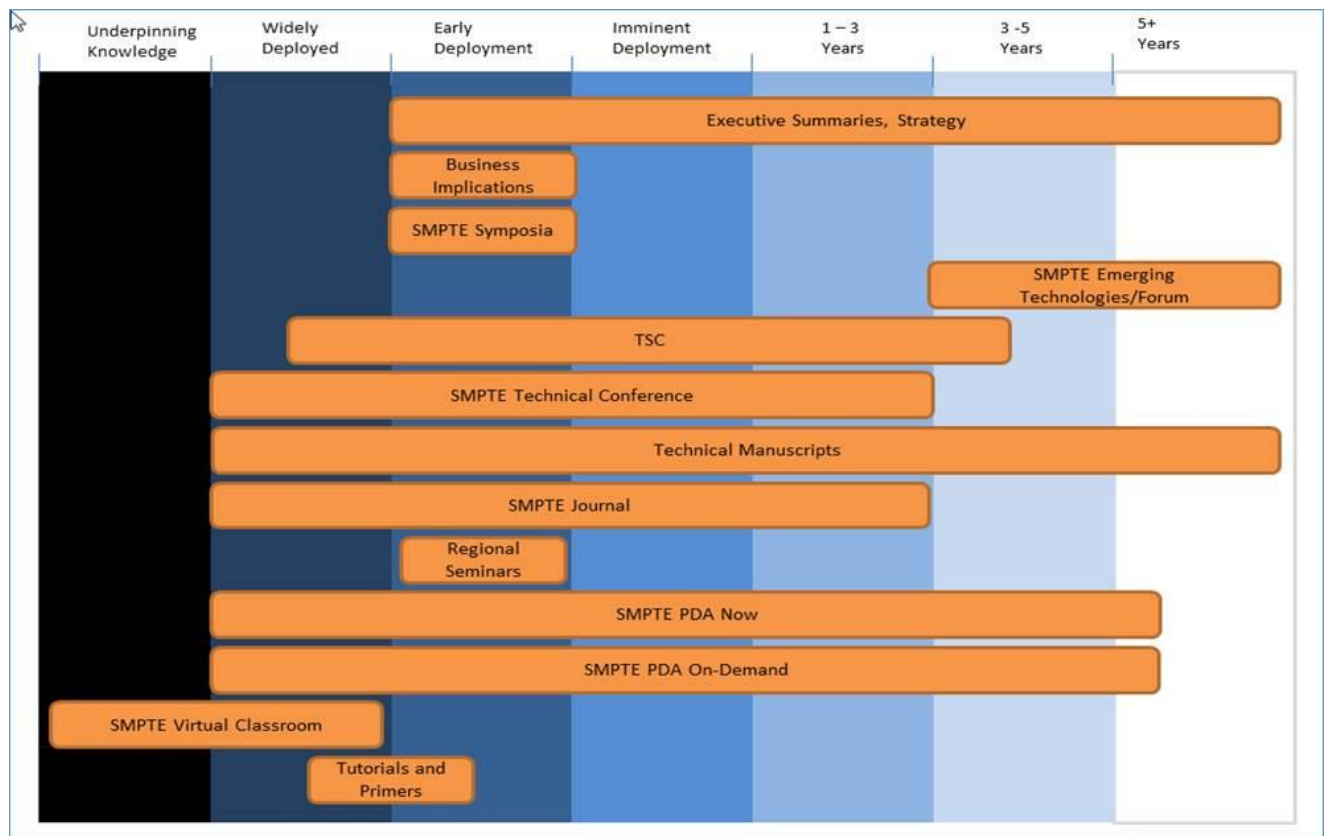 Underpinning
Knowledge
Widely
Deployed
Early
Deployment
Imminent
Deployment
1 – 3
Years
3 -5
Years
5+
Years
Executive Summaries, Strategy
Business
Implications
SMPTE Symposia
SMPTE Emerging
Technologies/Forum
TSC
SMPTE Technical Conference
Technical Manuscripts
SMPTE Journal
Regional
Seminars
SMPTE PDA Now
SMPTE PDA On-Demand
SMPTE Virtual Classroom
Tutorials and
Primers